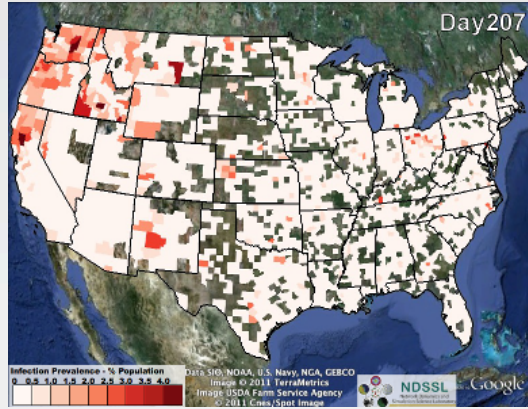 Day207
Infection Prevalence - % Population
0 0.5 1.0 1.5 2.0 2.5 3.0 3.5 4.0
Data SIO, NOAA, U.S. Navy, NGA, GEBCO
Image © 2011 TerraMetrics
Image USDA Farm Service Agency
© 2011 Cnes/Spot Image
NDSSL
Google